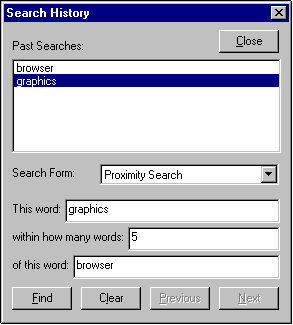 Search History
Close
Past Searches:
browser
graphics
Search Form: Proximity Search
This word: graphics
within how many words: 5
of this word: browser
Find Clear Previous Next